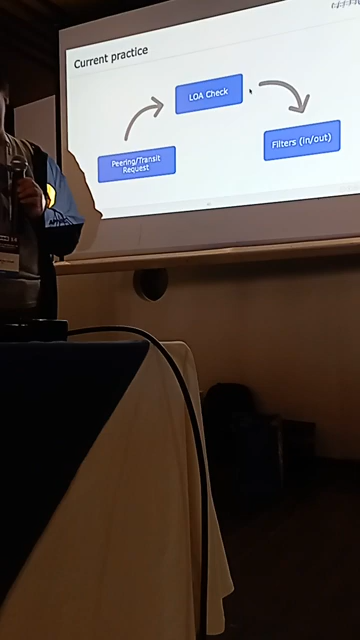 Current practice
LOA Check
Peering/Transit
Request
Filters (in/out)